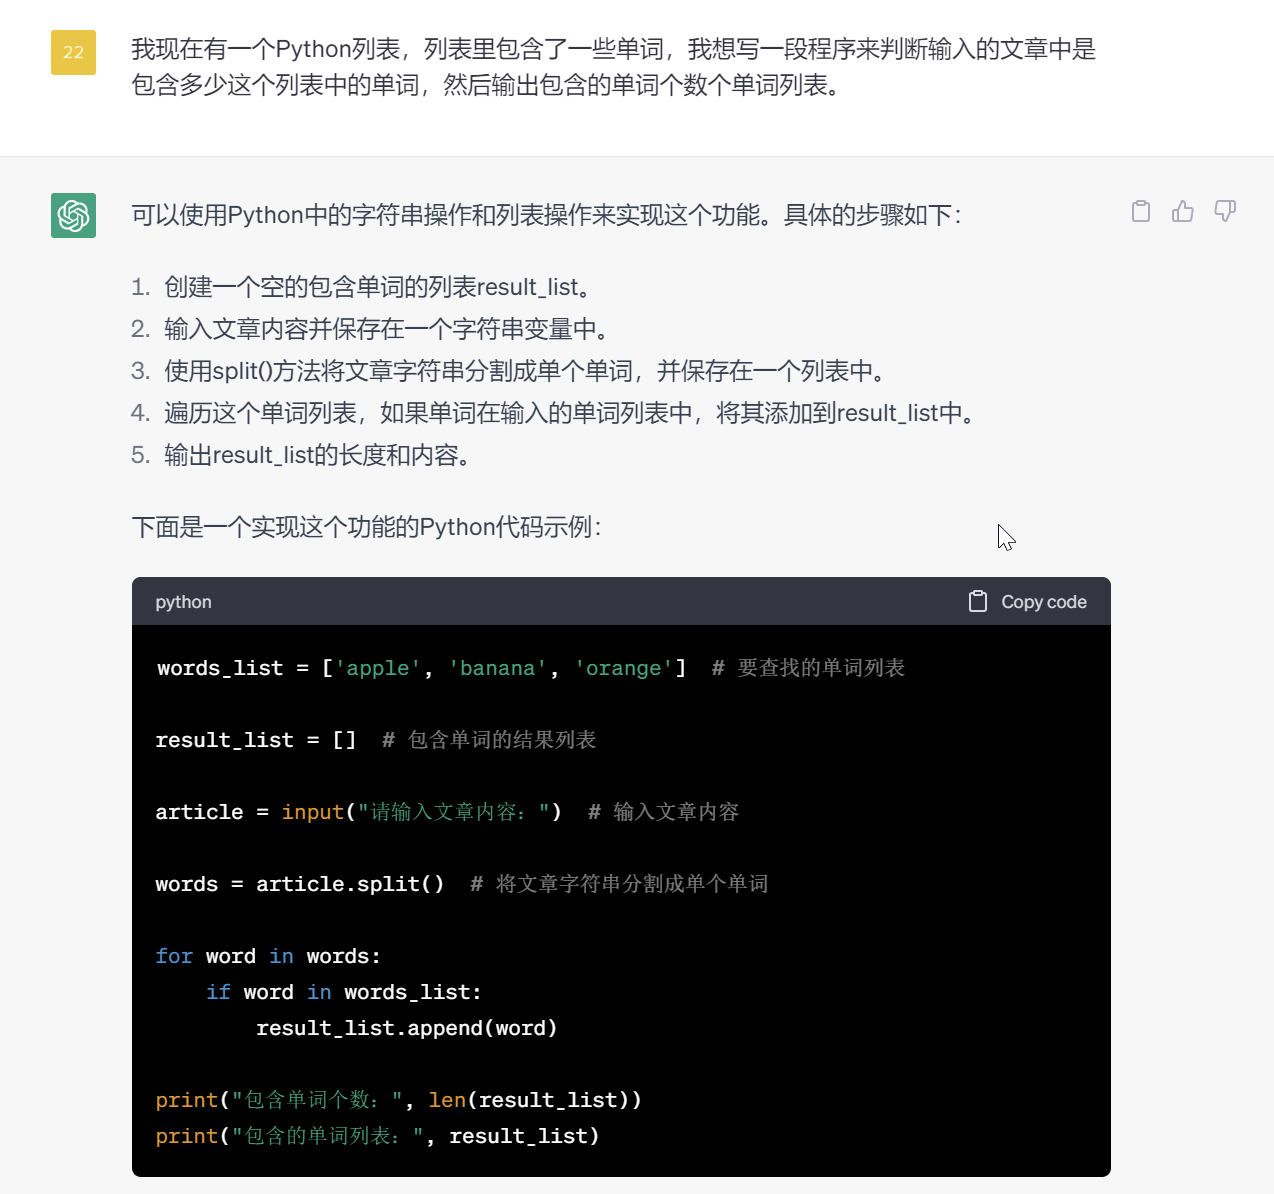 22
我现在有一个Python列表，列表里包含了一些单词，我想写一段程序来判断输入的文章中是
包含多少这个列表中的单词，然后输出包含的单词个数个单词列表。
可以使用Python中的字符串操作和列表操作来实现这个功能。具体的步骤如下：
1. 创建一个空的包含单词的列表result_list。
2. 输入文章内容并保存在一个字符串变量中。
3. 使用split()方法将文章字符串分割成单个单词，并保存在一个列表中。
4. 遍历这个单词列表，如果单词在输入的单词列表中，将其添加到result_list中。
5. 输出result_list的长度和内容。
下面是一个实现这个功能的Python代码示例：
python Copy code
words_list = ['apple', 'banana', 'orange']  # 要查找的单词列表
result_list = []  # 包含单词的结果列表
article = input("请输入文章内容：")  # 输入文章内容
words = article.split()  # 将文章字符串分割成单个单词
for word in words:
    if word in words_list:
        result_list.append(word)
print("包含单词个数：", len(result_list))
print("包含的单词列表：", result_list)